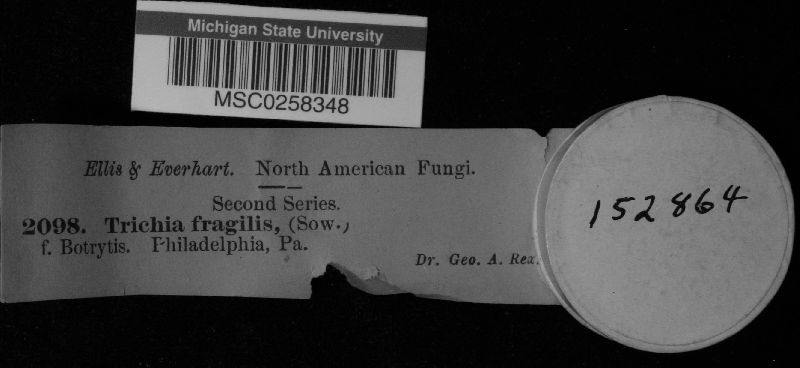 Michigan State University
MSC0258348
Ellis & Everhart. North American Fungi.
Second Series.
2098. Trichia fragilis, (Sow.,
f. Botrytis. Philadelphia, Pa.
Dr. Geo. A. Rex.
152864